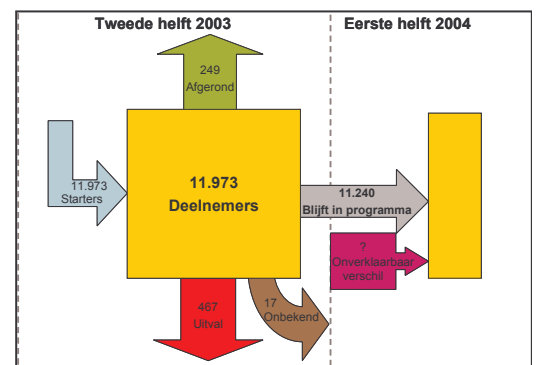 Tweede helft 2003
Eerste helft 2004
249
Afgerond
11.973
Starters
11.973
Deelnemers
11.240
Blijft in programma
?
Onverklaarbaar
verschil
467
Uitval
17
Onbekend